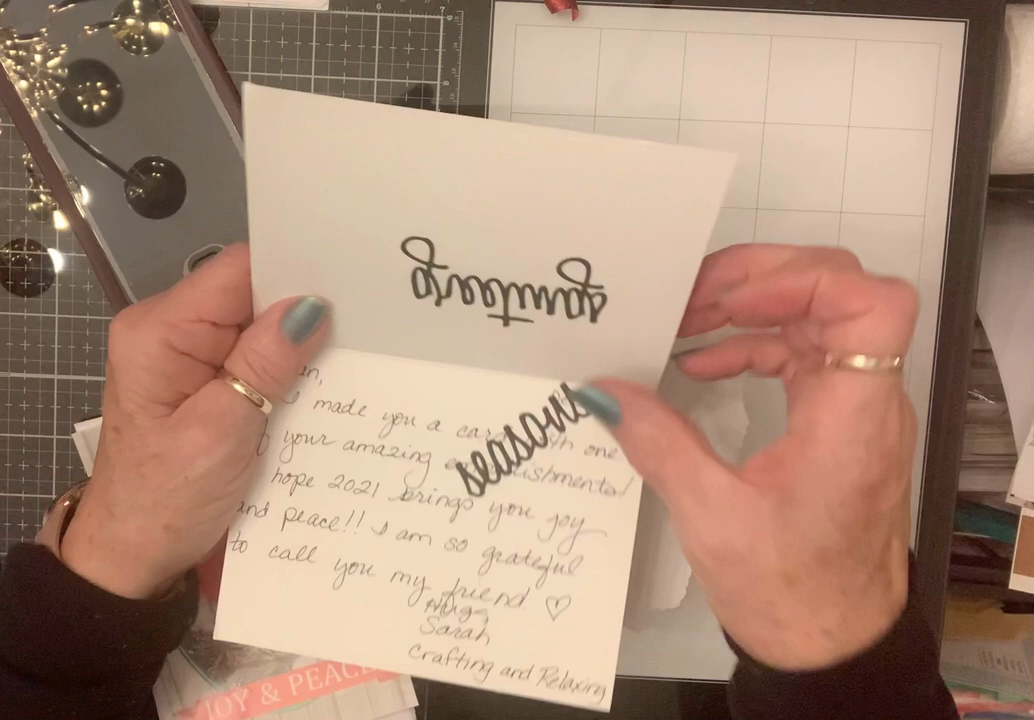 greetings
seasons
made you a
your amazing
hope 2021 brings you joy
and peace!! I am so grateful
to call you my friend ♡
Hugs,
Sarah
Crafting and Relaxing
JOY & PEACE